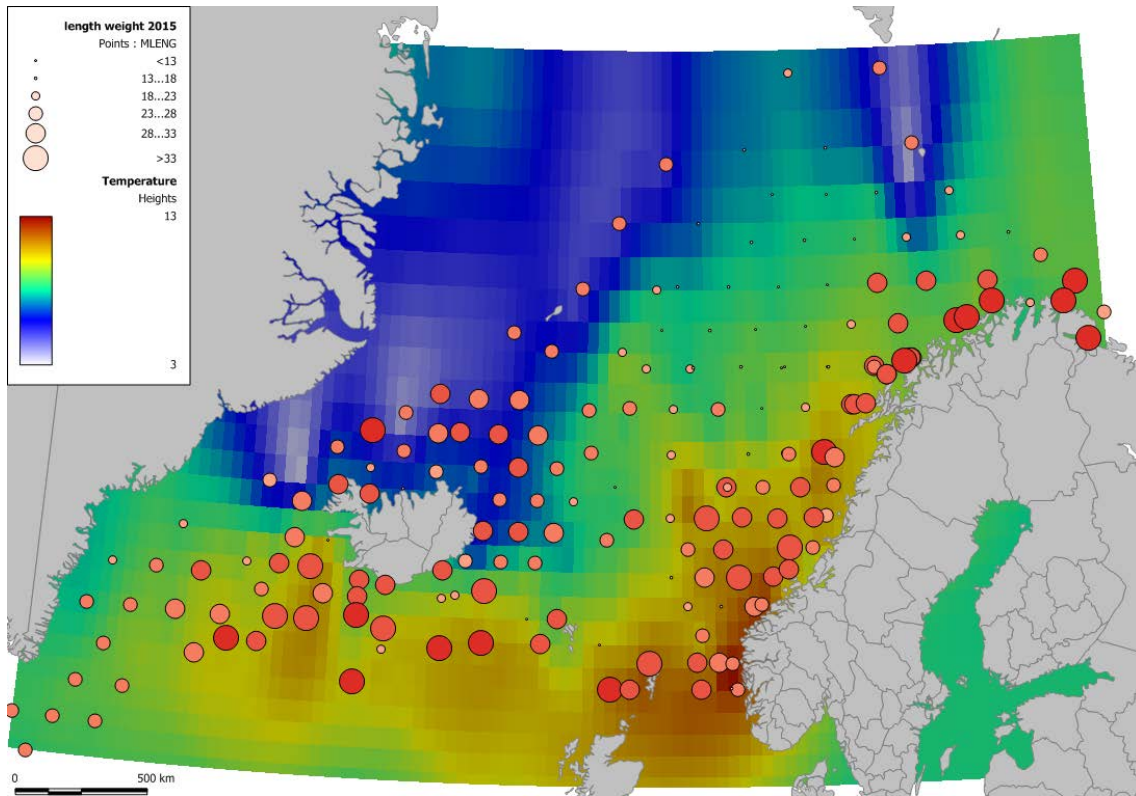 length weight 2015
Points : MLENG
<13
13...18
18...23
23...28
28...33
>33
Temperature
Heights
13
3
0 500 km